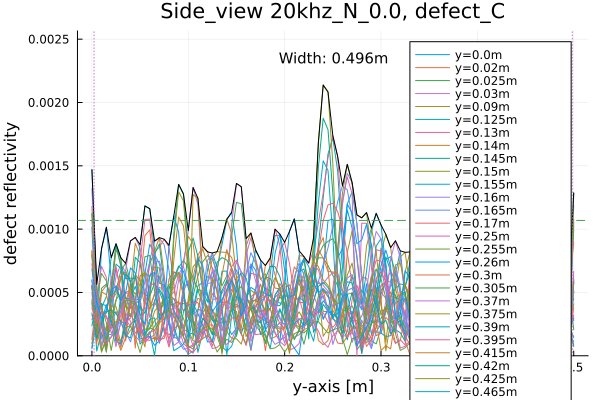 Side_view 20khz_N_0.0, defect_C
Width: 0.496m
defect reflectivity
0.0025
0.0020
0.0015
0.0010
0.0005
0.0000
0.0
0.1
0.2
0.3
.5
y-axis [m]
y=0.0m
y=0.02m
y=0.025m
y=0.03m
y=0.09m
y=0.125m
y=0.13m
y=0.14m
y=0.145m
y=0.15m
y=0.155m
y=0.16m
y=0.165m
y=0.17m
y=0.25m
y=0.255m
y=0.26m
y=0.3m
y=0.305m
y=0.37m
y=0.375m
y=0.39m
y=0.395m
y=0.415m
y=0.42m
y=0.425m
y=0.465m